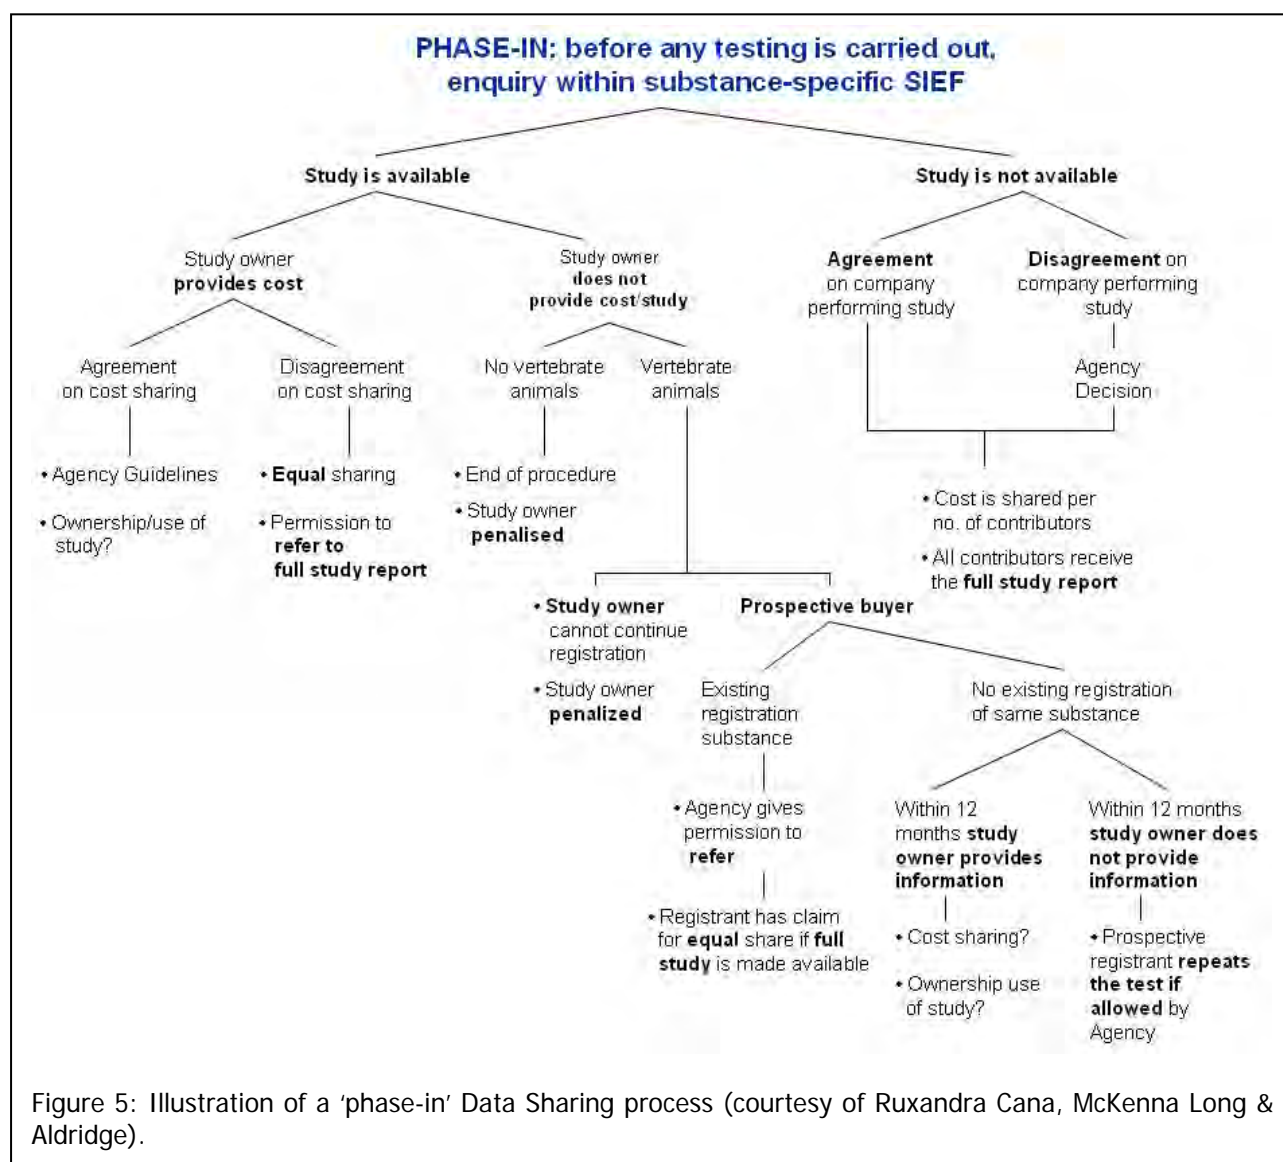 PHASE-IN: before any testing is carried out,
enquiry within substance-specific SIEF
Study is available
Study is not available
Study owner
provides cost
Study owner
does not
provide cost/study
Agreement
on company
performing study
Disagreement on
company performing
study
Agreement
on cost sharing
Disagreement
on cost sharing
No vertebrate
animals
Vertebrate
animals
Agency
Decision
• Agency Guidelines
• Ownership/use of
study?
• Equal sharing
• Permission to
refer to
full study report
• End of procedure
• Study owner
penalised
• Cost is shared per
no. of contributors
• All contributors receive
the full study report
• Study owner
cannot continue
registration
• Study owner
penalized
Prospective buyer
Existing
registration
substance
No existing registration
of same substance
• Agency gives
permission to
refer
• Registrant has claim
for equal share if full
study is made available
Within 12
months study
owner provides
information
• Cost sharing?
• Ownership use
of study?
Within 12 months
study owner does
not provide
information
• Prospective
registrant repeats
the test if
allowed by
Agency
Figure 5: Illustration of a ‘phase-in’ Data Sharing process (courtesy of Ruxandra Cana, McKenna Long &
Aldridge).